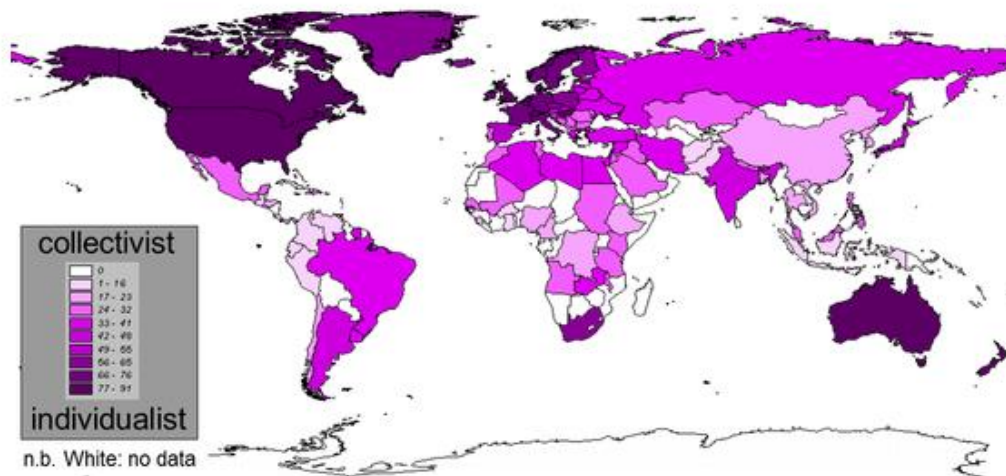 collectivist
0
1 - 16
17 - 23
24 - 32
33 - 41
42 - 48
49 - 55
56 - 65
66 - 76
77 - 91
individualist
n.b. White: no data